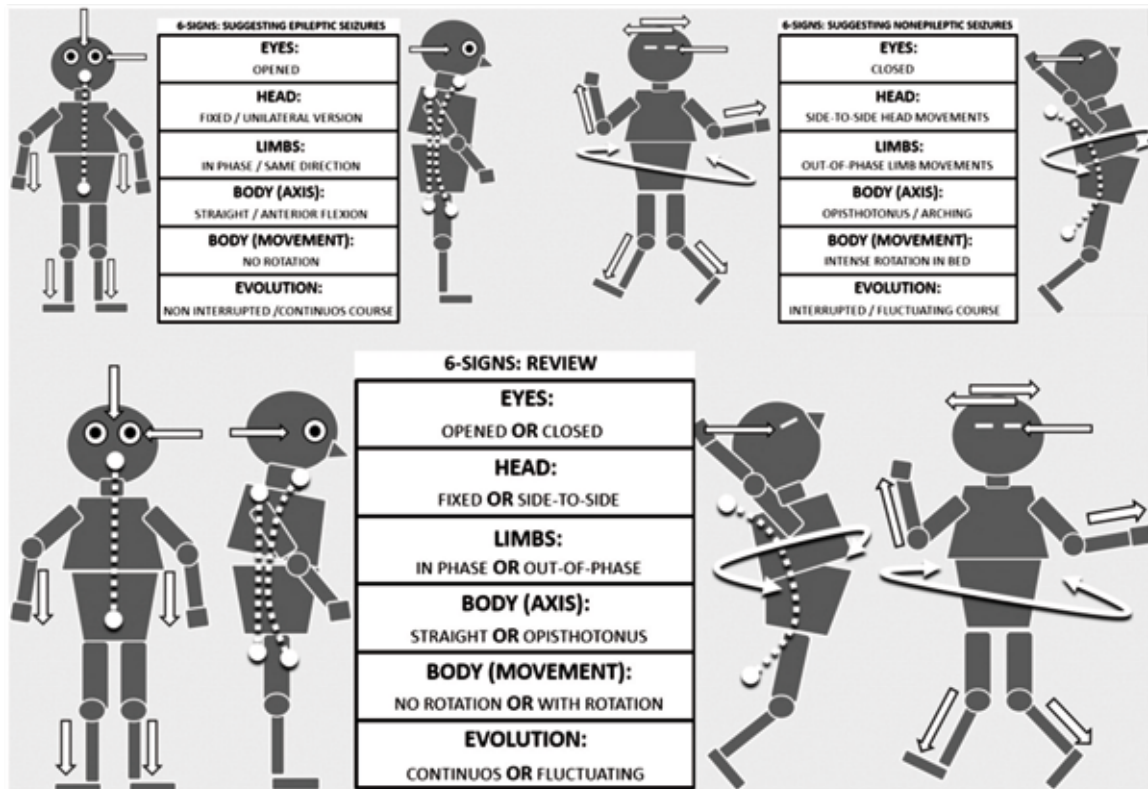 6-SIGNS: SUGGESTING EPILEPTIC SEIZURES
EYES:
OPENED
HEAD:
FIXED / UNILATERAL VERSION
LIMBS:
IN PHASE / SAME DIRECTION
BODY (AXIS):
STRAIGHT / ANTERIOR FLEXION
BODY (MOVEMENT):
NO ROTATION
EVOLUTION:
NON INTERRUPTED /CONTINUOS COURSE
6-SIGNS: SUGGESTING NONEPILEPTIC SEIZURES
EYES:
CLOSED
HEAD:
SIDE-TO-SIDE HEAD MOVEMENTS
LIMBS:
OUT-OF-PHASE LIMB MOVEMENTS
BODY (AXIS):
OPISTHOTONUS / ARCHING
BODY (MOVEMENT):
INTENSE ROTATION IN BED
EVOLUTION:
INTERRUPTED / FLUCTUATING COURSE
6-SIGNS: REVIEW
EYES:
OPENED OR CLOSED
HEAD:
FIXED OR SIDE-TO-SIDE
LIMBS:
IN PHASE OR OUT-OF-PHASE
BODY (AXIS):
STRAIGHT OR OPISTHOTONUS
BODY (MOVEMENT):
NO ROTATION OR WITH ROTATION
EVOLUTION:
CONTINUOS OR FLUCTUATING